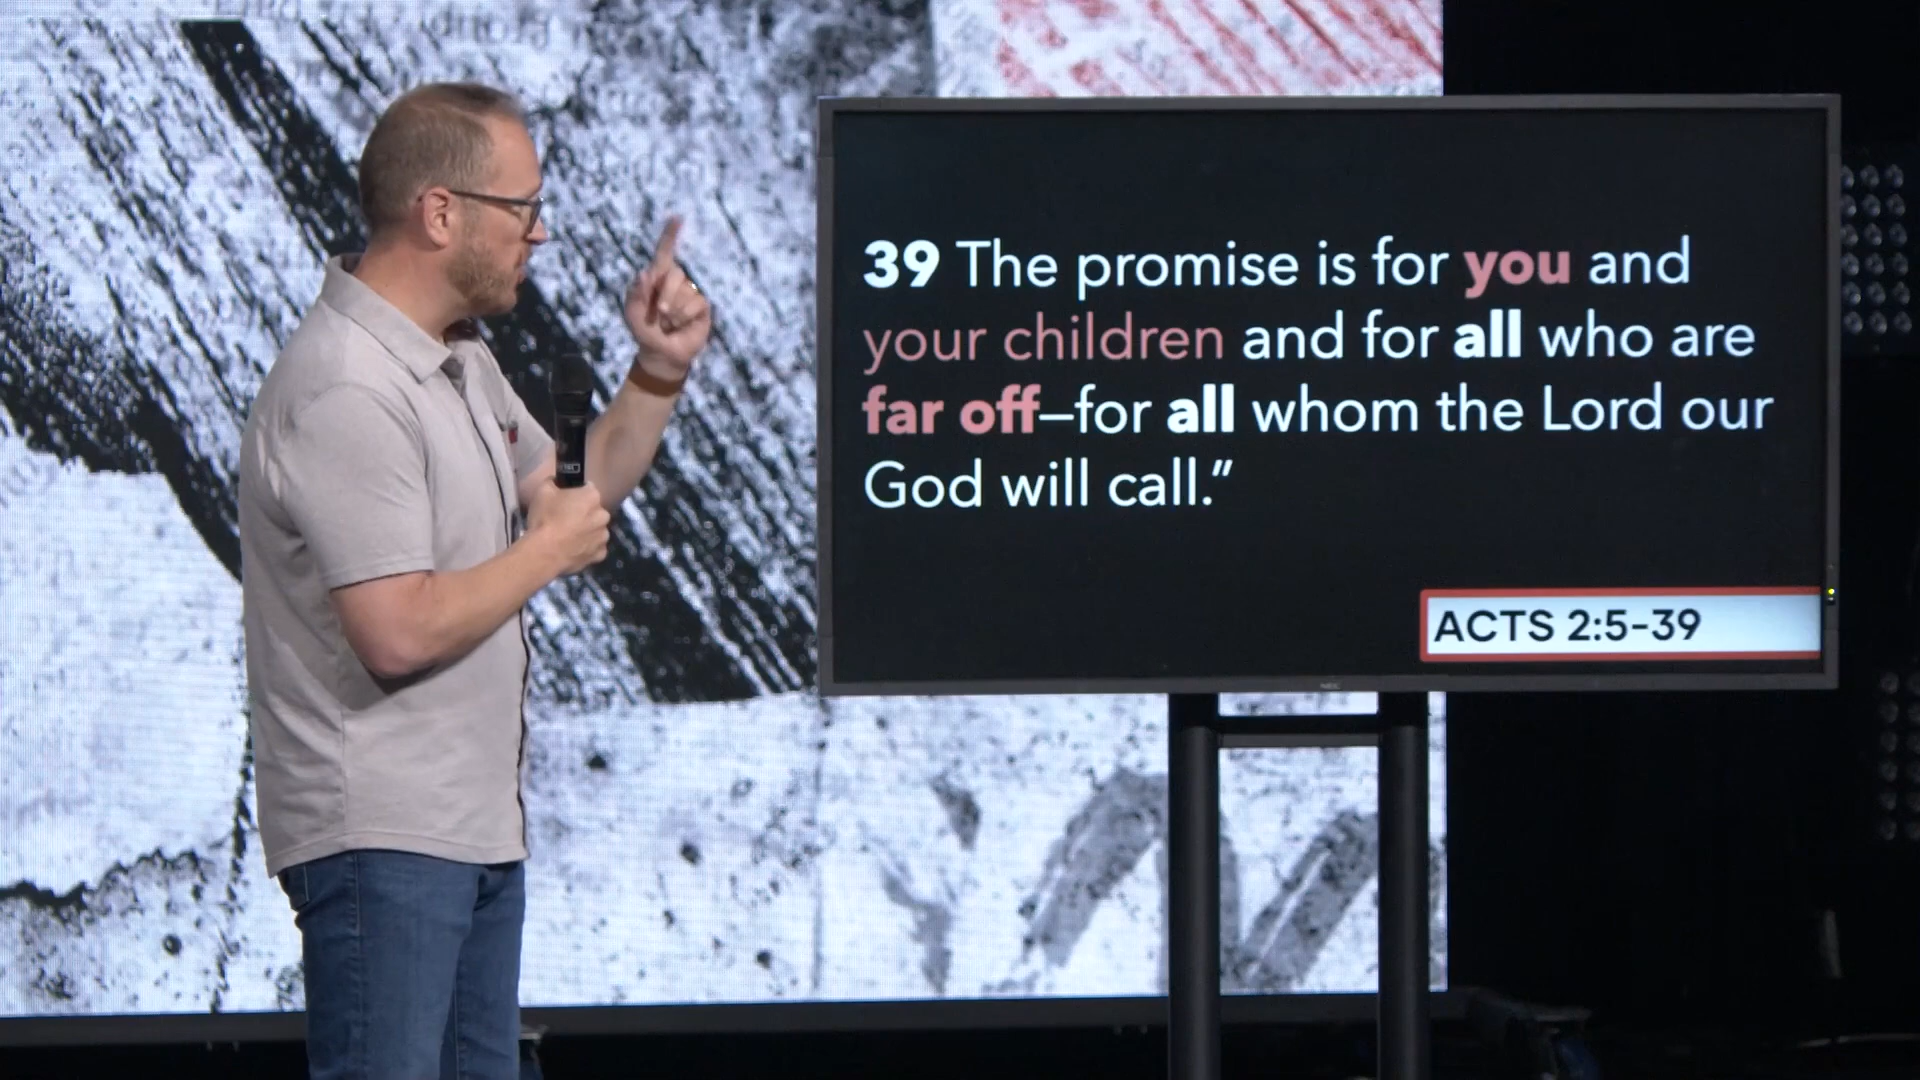 39 The promise is for you and
your children and for all who are
far off—for all whom the Lord our
God will call.”
ACTS 2:5-39
NEC